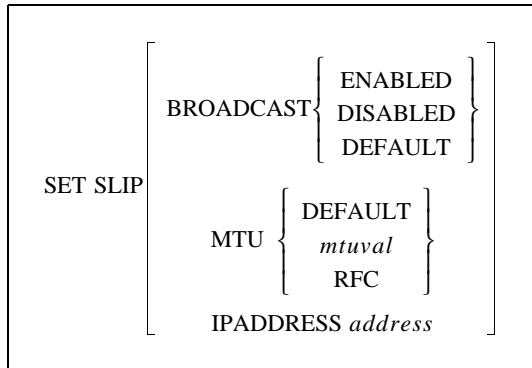 ENABLED
BROADCAST DISABLED
DEFAULT
SET SLIP
DEFAULT
MTU mtuval
RFC
IPADDRESS address